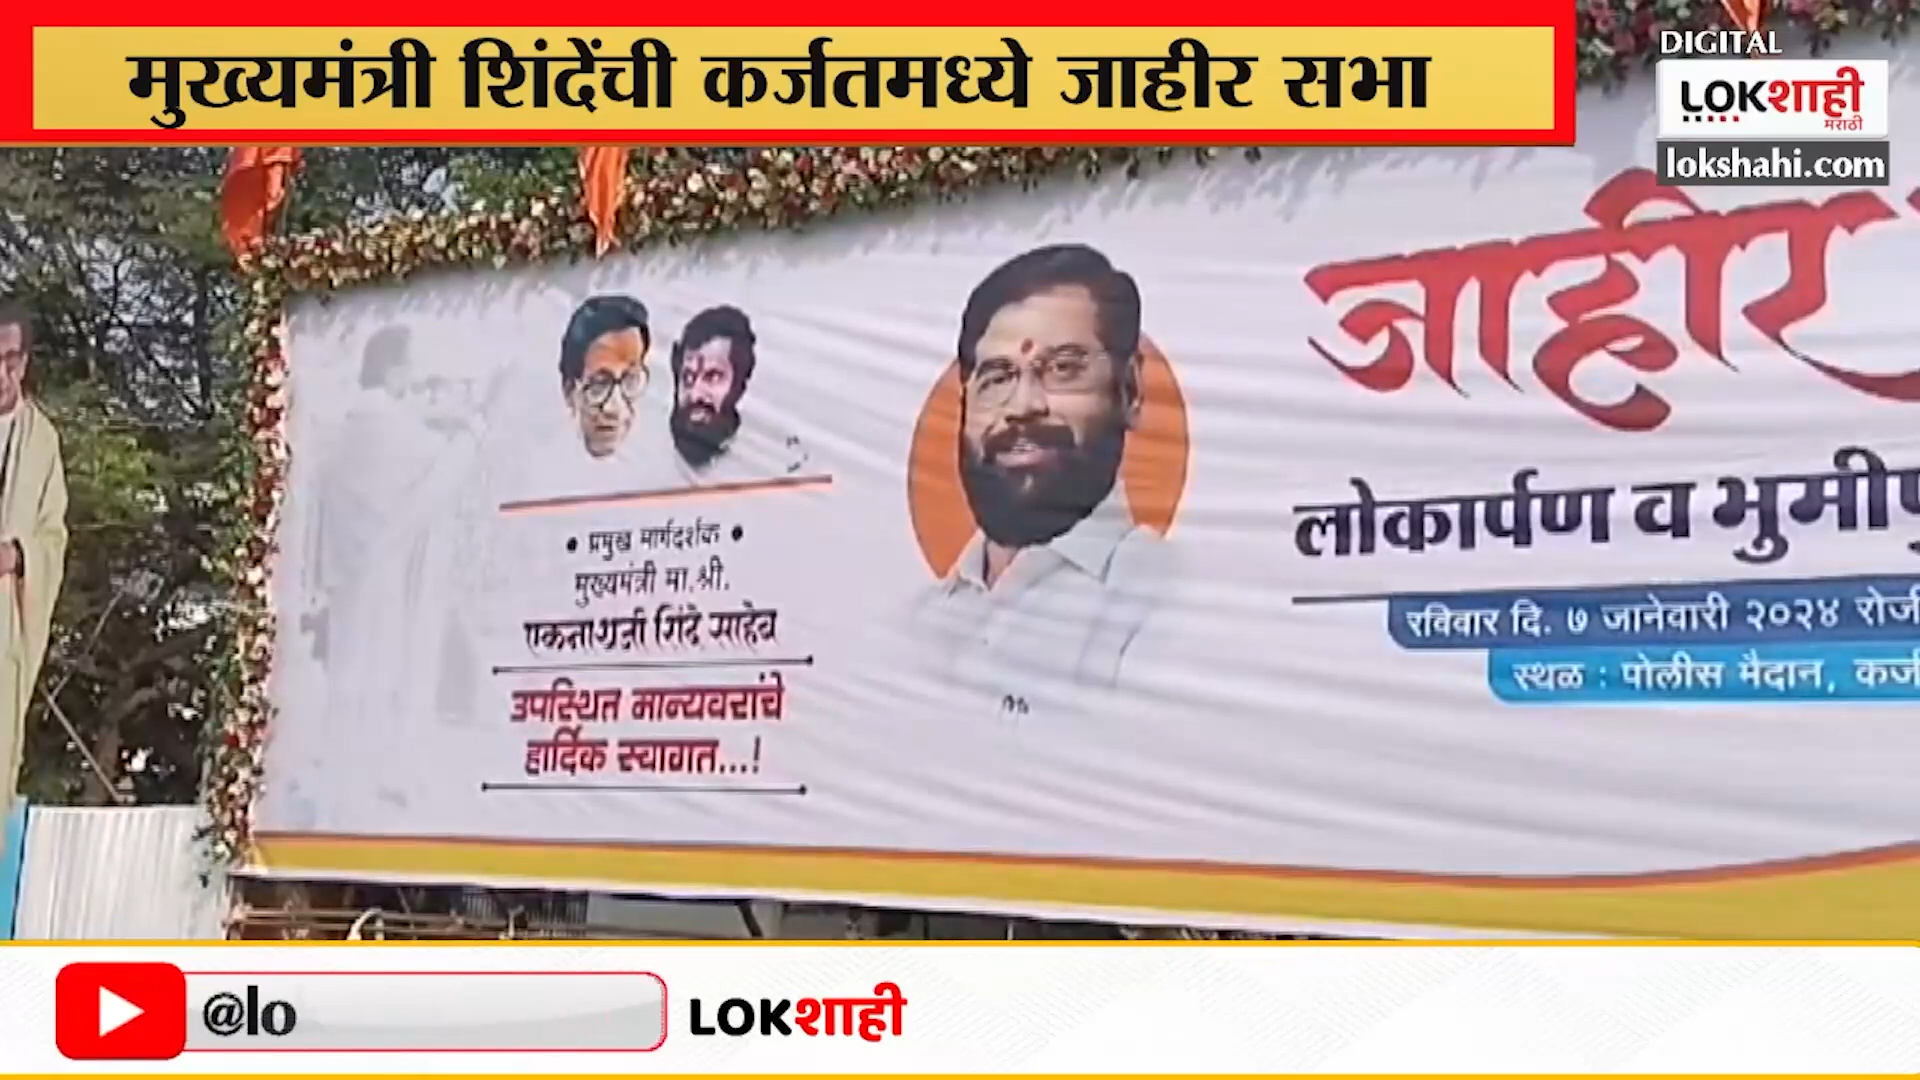 मुख्यमंत्री शिंदेंची कर्जतमध्ये जाहीर सभा
DIGITAL
LOKशाही
मराठी
lokshahi.com
जाहीर
लोकार्पण व
रविवार दि. ७ जानेवारी २०२४ रोजी
स्थळ : पोलीस मैदान,
• प्रमुख मार्गदर्शक •
मुख्यमंत्री मा.श्री.
एकनाथजी शिंदे साहेब
उपस्थित मान्यवरांचे
हार्दिक स्वागत...!
@lo
LOKशाही